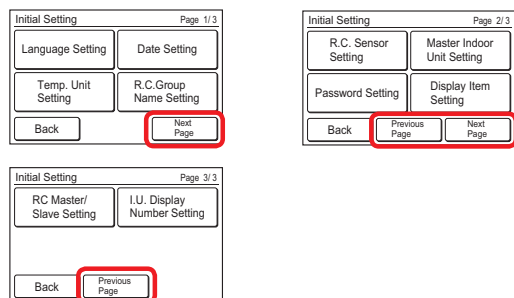 Initial Setting Page 1/3
Language Setting
Date Setting
Temp. Unit
Setting
R.C.Group
Name Setting
Back
Next
Page
Initial Setting Page 2/3
R.C. Sensor
Setting
Master Indoor
Unit Setting
Password Setting
Display Item
Setting
Back
Previous
Page
Next
Page
Initial Setting Page 3/3
RC Master/
Slave Setting
I.U. Display
Number Setting
Back
Previous
Page